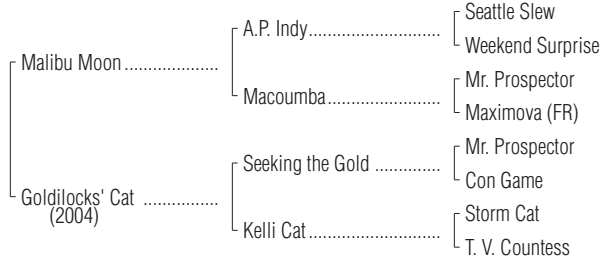 Seattle Slew
A.P. Indy
Weekend Surprise
Malibu Moon
Mr. Prospector
Macoumba
Maximova (FR)
Mr. Prospector
Seeking the Gold
Con Game
Goldilocks' Cat
(2004)
Storm Cat
Kelli Cat
T. V. Countess